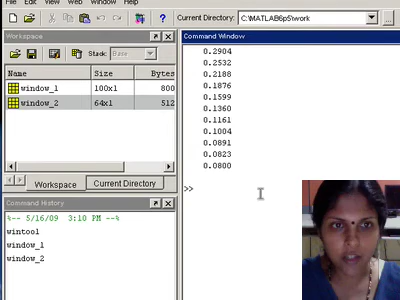 File Edit View Web Window Help
Current Directory: C:\MATLAB6p5\work
Workspace
Stack: Base
Name Size Bytes
window_1 100x1 800
window_2 64x1 512
Workspace Current Directory
Command History
%-- 5/16/09 3:10 PM --%
wintool
window_1
window_2
Command Window
0.2904
0.2532
0.2188
0.1876
0.1599
0.1360
0.1161
0.1004
0.0891
0.0823
0.0800
>>